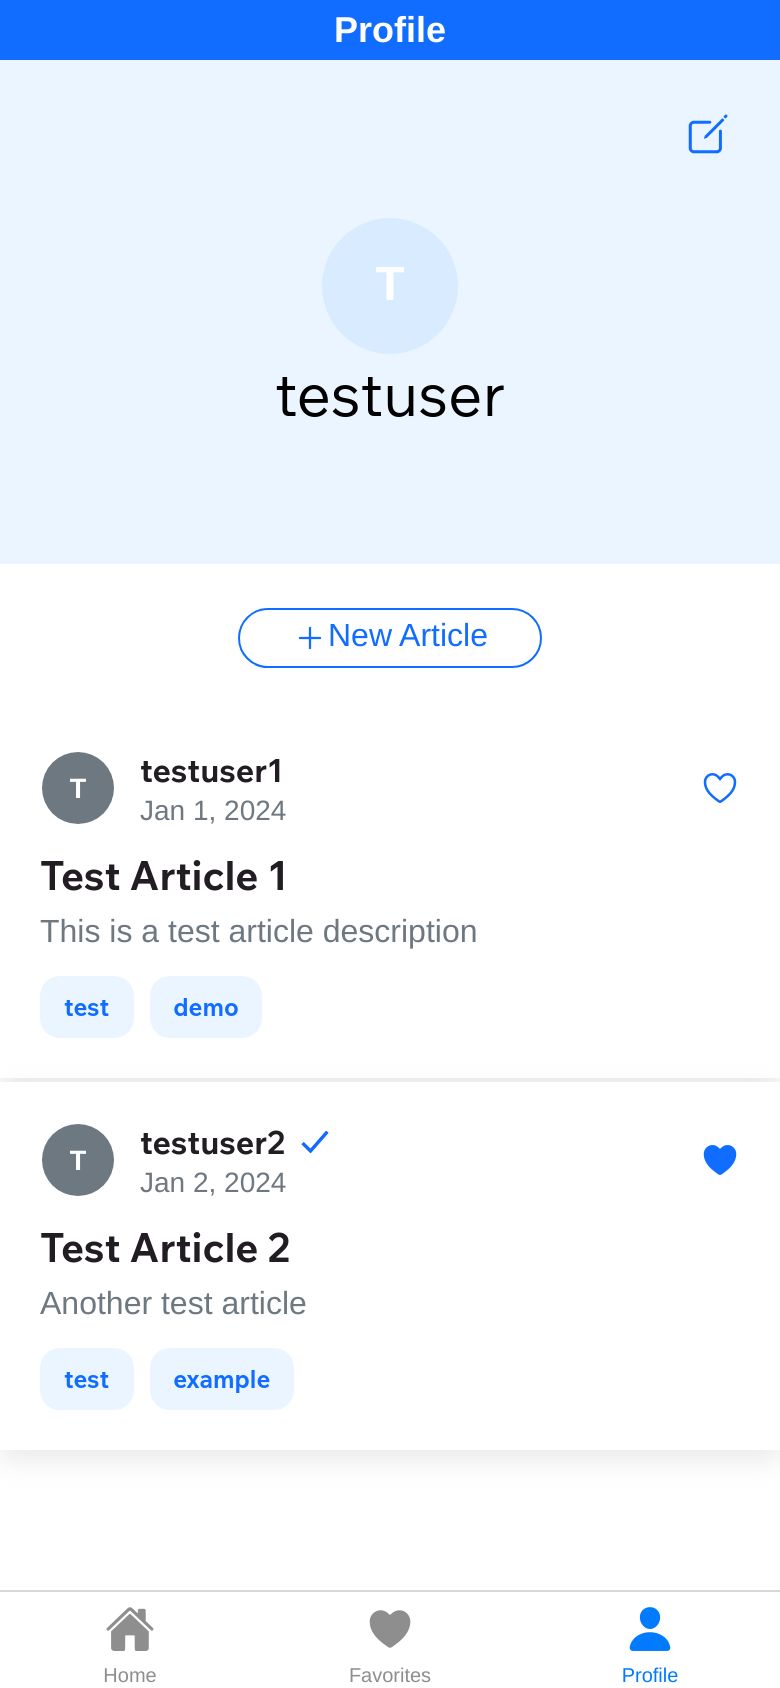 Profile
T
testuser
New Article
T
testuser1
Jan 1, 2024
Test Article 1
This is a test article description
test demo
T
testuser2
Jan 2, 2024
Test Article 2
Another test article
test example
Home Favorites Profile